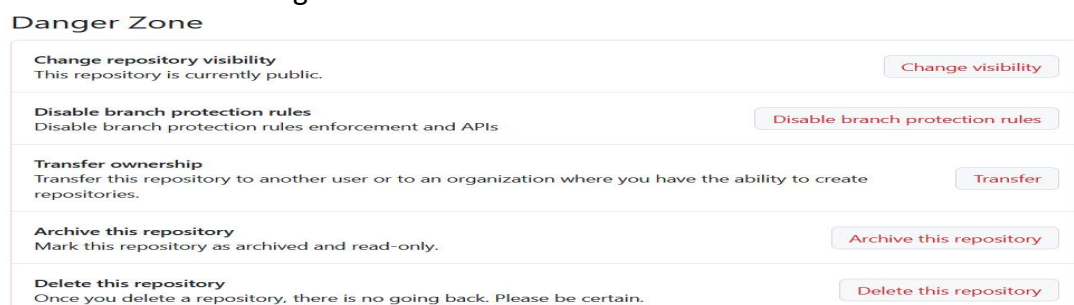 Danger Zone
Change repository visibility
This repository is currently public.
Change visibility
Disable branch protection rules
Disable branch protection rules enforcement and APIs
Disable branch protection rules
Transfer ownership
Transfer this repository to another user or to an organization where you have the ability to create
repositories.
Transfer
Archive this repository
Mark this repository as archived and read-only.
Archive this repository
Delete this repository
Once you delete a repository, there is no going back. Please be certain.
Delete this repository